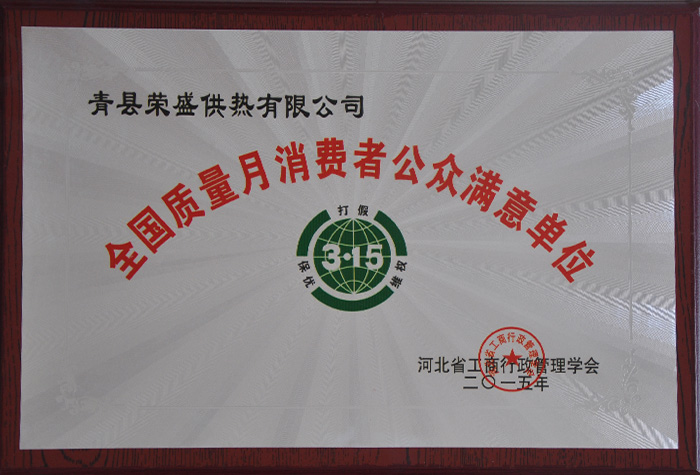 青县荣盛供热有限公司
全国质量月消费者公众满意单位
打假
3·15
保优
维权
河北省工商行政管理学会
二〇一五年